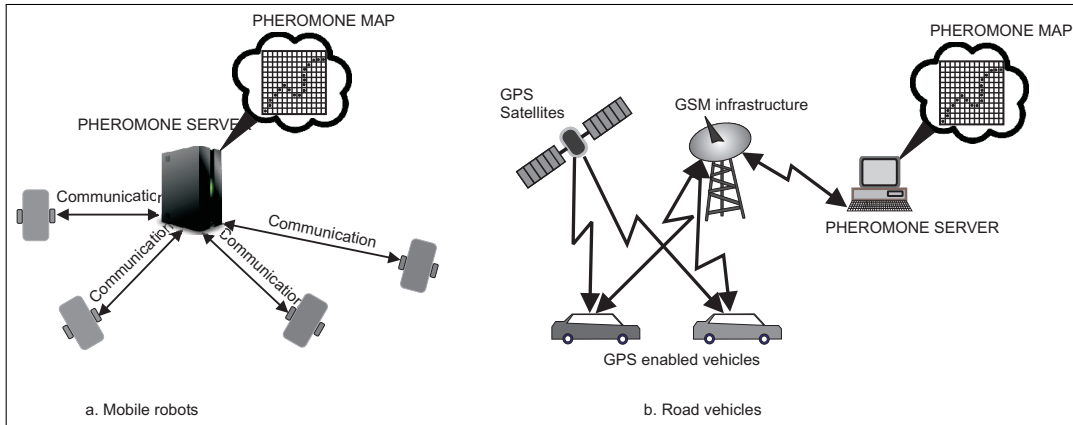 PHEROMONE MAP
PHEROMONE SERVER
Communication
Communication
Communication
Communication
a. Mobile robots
PHEROMONE MAP
GPS
Satellites
GSM infrastructure
PHEROMONE SERVER
GPS enabled vehicles
b. Road vehicles